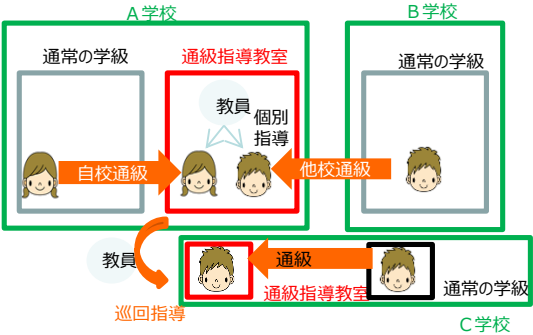 A学校
B学校
通常の学級
通級指導教室
通常の学級
教員
個別
指導
自校通級
他校通級
教員
通級
通級指導教室
通常の学級
巡回指導
C学校